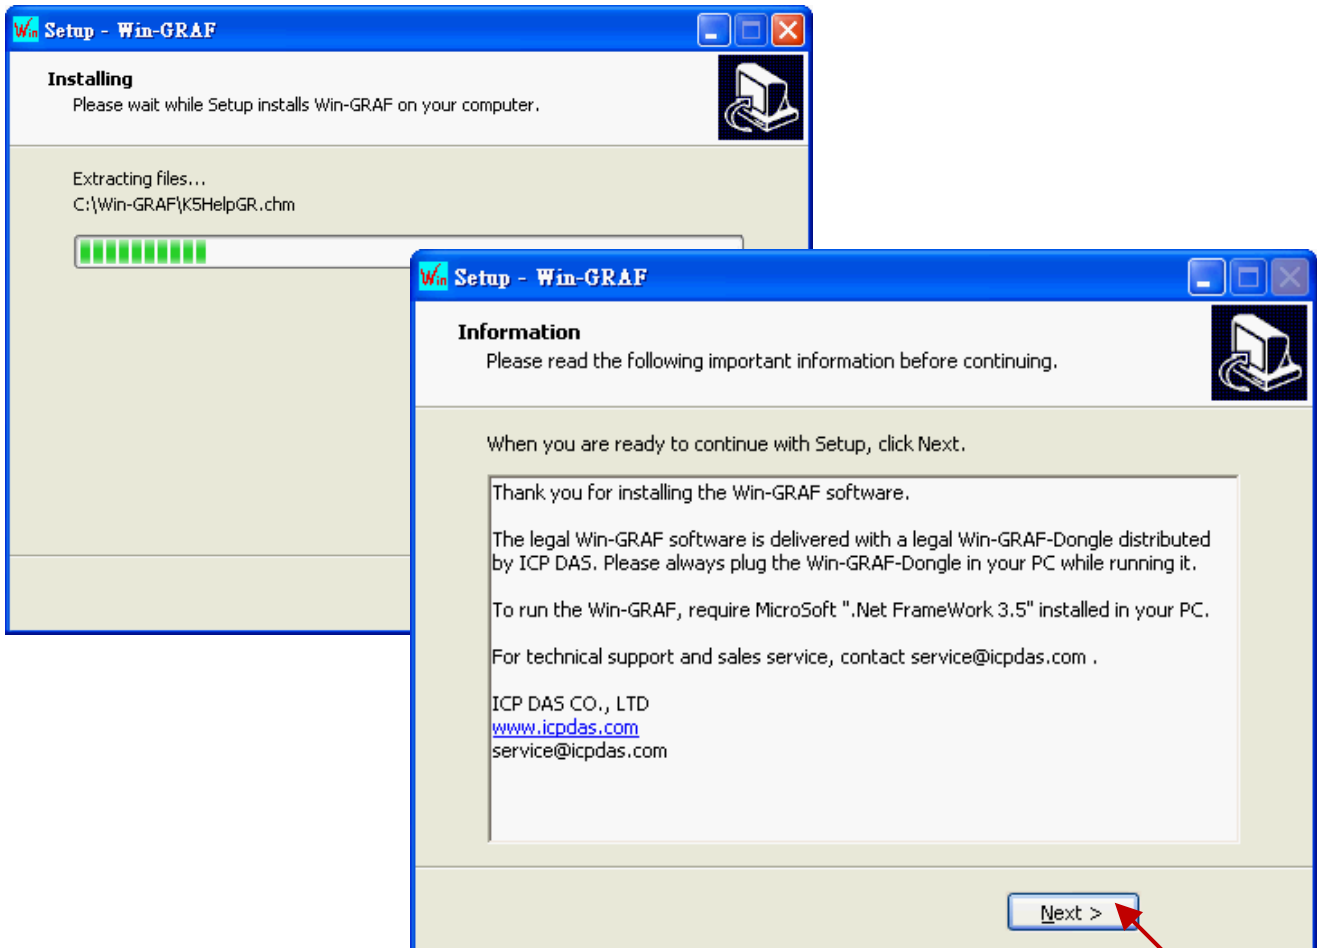 Win Setup - Win-GRAF
Installing
Please wait while Setup installs Win-GRAF on your computer.
Extracting files...
C:\Win-GRAF\K5HelpGR.chm
Win Setup - Win-GRAF
Information
Please read the following important information before continuing.
When you are ready to continue with Setup, click Next.
Thank you for installing the Win-GRAF software.
The legal Win-GRAF software is delivered with a legal Win-GRAF-Dongle distributed
by ICP DAS. Please always plug the Win-GRAF-Dongle in your PC while running it.
To run the Win-GRAF, require MicroSoft ".Net FrameWork 3.5" installed in your PC.
For technical support and sales service, contact service@icpdas.com .
ICP DAS CO., LTD
www.icpdas.com
service@icpdas.com
Next >